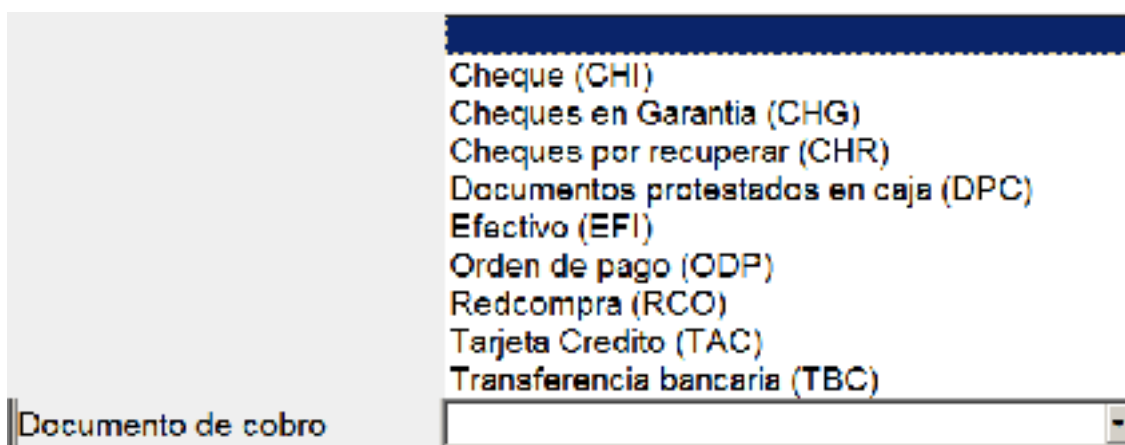 Cheque (CHI)
Cheques en Garantia (CHG)
Cheques por recuperar (CHR)
Documentos protestados en caja (DPC)
Efectivo (EFI)
Orden de pago (ODP)
Redcompra (RCO)
Tarjeta Credito (TAC)
Transferencia bancaria (TBC)
Documento de cobro